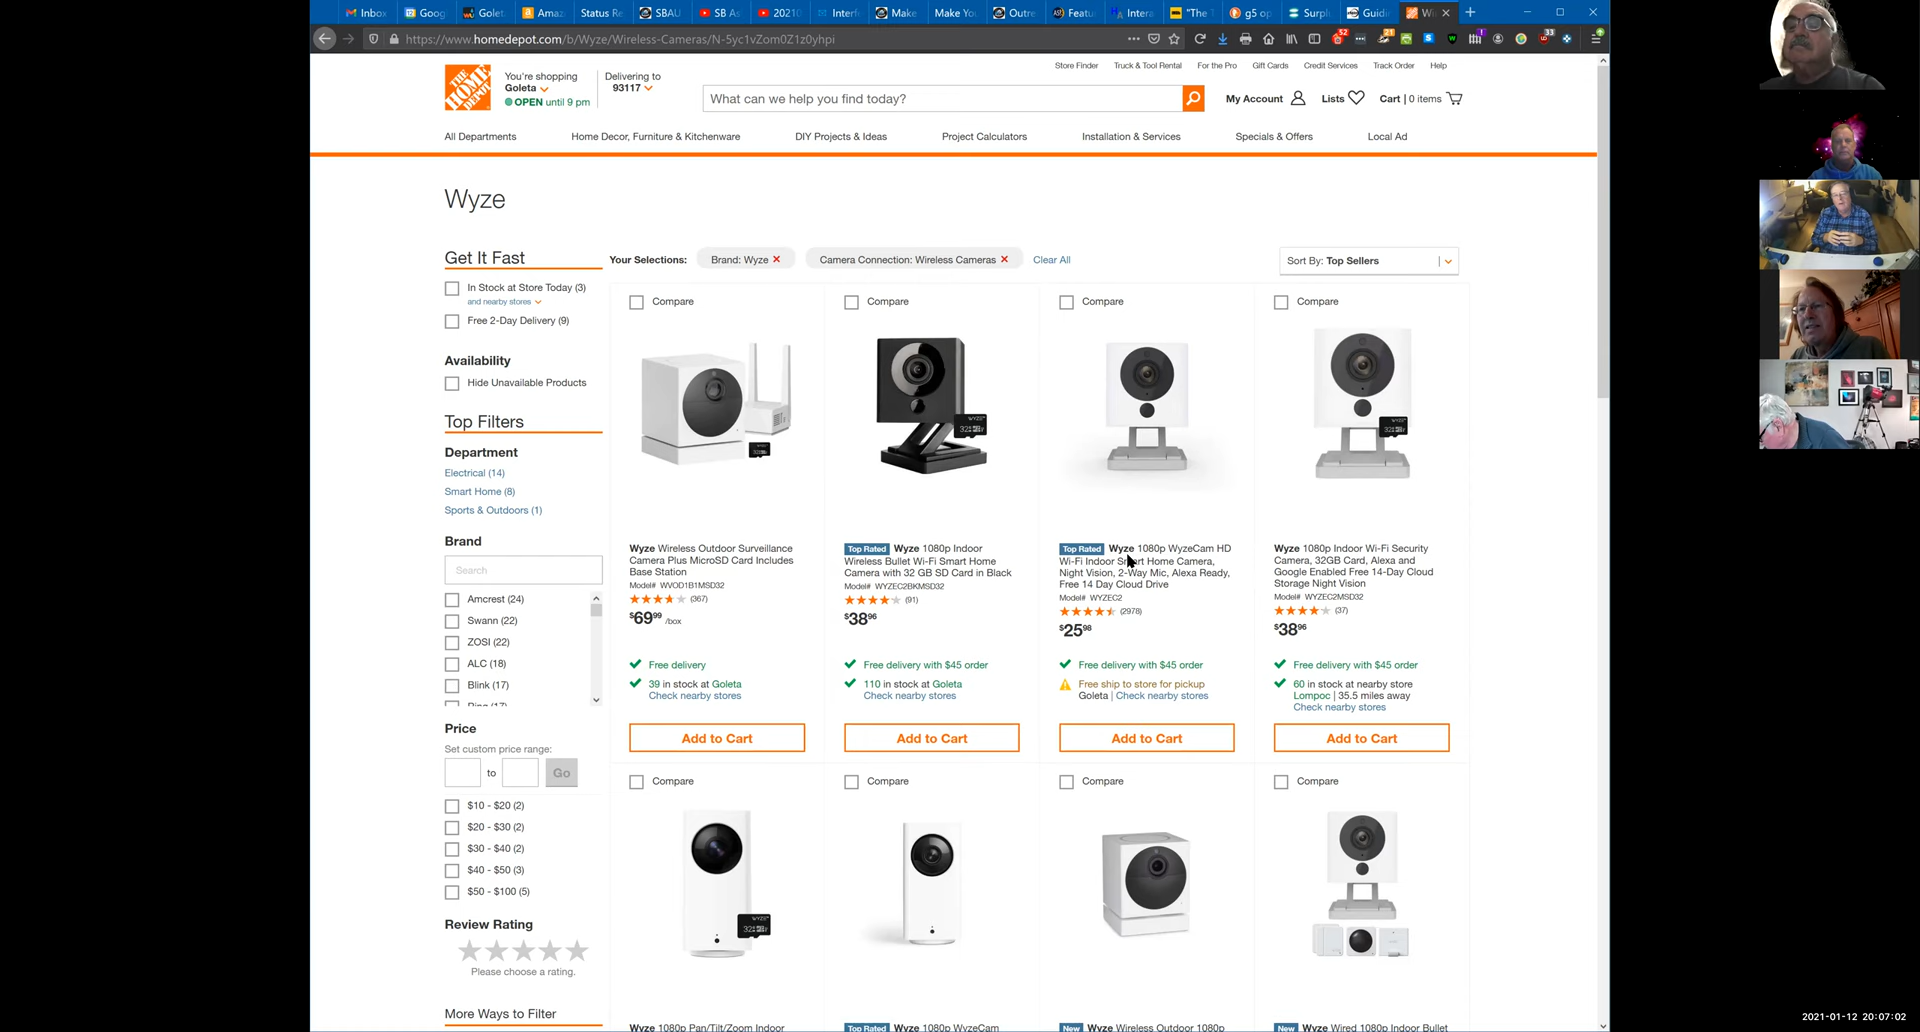 Inbox
Goog
Golet
Amaz
Status Re
SBAU
SB As
20210
Interf
Make
Make You
Outre
Featu
Intera
"The
g5 op
Surpl
Guidi
https://www.homedepot.com/b/Wyze/Wireless-Cameras/N-5yc1vZom0Z1z0yhpi
Store Finder
Truck & Tool Rental
For the Pro
Gift Cards
Credit Services
Track Order
Help
THE HOME DEPOT
You're shopping
Goleta
OPEN until 9 pm
Delivering to
93117
What can we help you find today?
My Account
Lists
Cart | 0 items
All Departments
Home Decor, Furniture & Kitchenware
DIY Projects & Ideas
Project Calculators
Installation & Services
Specials & Offers
Local Ad
Wyze
Get It Fast
In Stock at Store Today (3)
and nearby stores
Free 2-Day Delivery (9)
Availability
Hide Unavailable Products
Top Filters
Department
Electrical (14)
Smart Home (8)
Sports & Outdoors (1)
Brand
Search
Amcrest (24)
Swann (22)
ZOSI (22)
ALC (18)
Blink (17)
Ring (17)
Price
Set custom price range:
to
Go
$10 - $20 (2)
$20 - $30 (2)
$30 - $40 (2)
$40 - $50 (3)
$50 - $100 (5)
Review Rating
Please choose a rating.
More Ways to Filter
Your Selections:
Brand: Wyze
Camera Connection: Wireless Cameras
Clear All
Sort By: Top Sellers
Compare
Wyze Wireless Outdoor Surveillance
Camera Plus MicroSD Card Includes
Base Station
Model# WVOD1B1MSD32
(367)
$69.99 /box
Free delivery
39 in stock at Goleta
Check nearby stores
Add to Cart
Compare
Top Rated Wyze 1080p Indoor
Wireless Bullet Wi-Fi Smart Home
Camera with 32 GB SD Card in Black
Model# WYZEC2BKMSD32
(91)
$38.96
Free delivery with $45 order
110 in stock at Goleta
Check nearby stores
Add to Cart
Compare
Top Rated Wyze 1080p WyzeCam HD
Wi-Fi Indoor Smart Home Camera,
Night Vision, 2-Way Mic, Alexa Ready,
Free 14 Day Cloud Drive
Model# WYZEC2
(2978)
$25.98
Free delivery with $45 order
Free ship to store for pickup
Goleta | Check nearby stores
Add to Cart
Compare
Wyze 1080p Indoor Wi-Fi Security
Camera, 32GB Card, Alexa and
Google Enabled Free 14-Day Cloud
Storage Night Vision
Model# WYZEC2MSD32
(37)
$38.96
Free delivery with $45 order
60 in stock at nearby store
Lompoc | 35.5 miles away
Check nearby stores
Add to Cart
Compare
Wyze 1080p Pan/Tilt/Zoom Indoor
Compare
Top Rated Wyze 1080p WyzeCam
Compare
New Wyze Wireless Outdoor 1080p
Compare
New Wyze Wired 1080p Indoor Bullet
2021-01-12 20:07:02